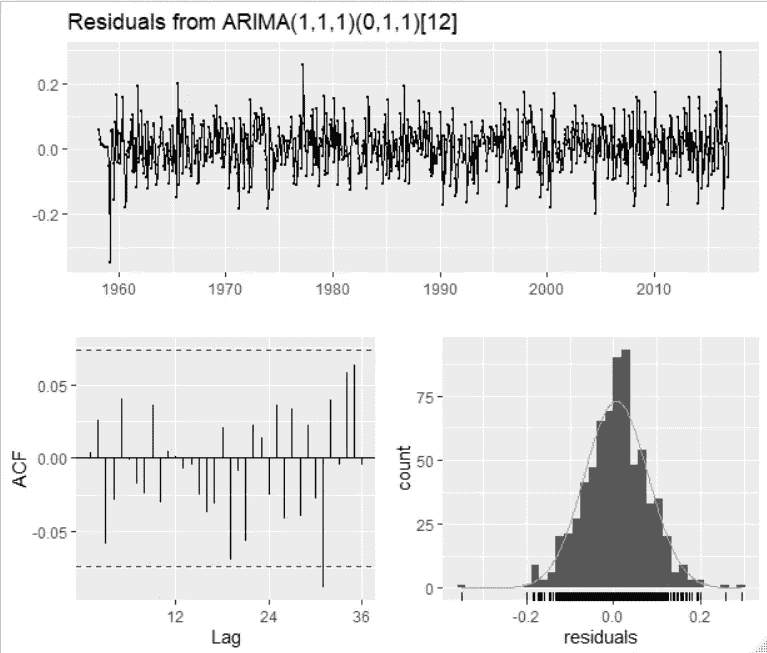 Residuals from ARIMA(1,1,1)(0,1,1)[12]
0.2
0.0
-0.2
1960 1970 1980 1990 2000 2010
ACF
0.05
0.00
-0.05
12 24 36
Lag
count
75
50
25
0
-0.2 0.0 0.2
residuals